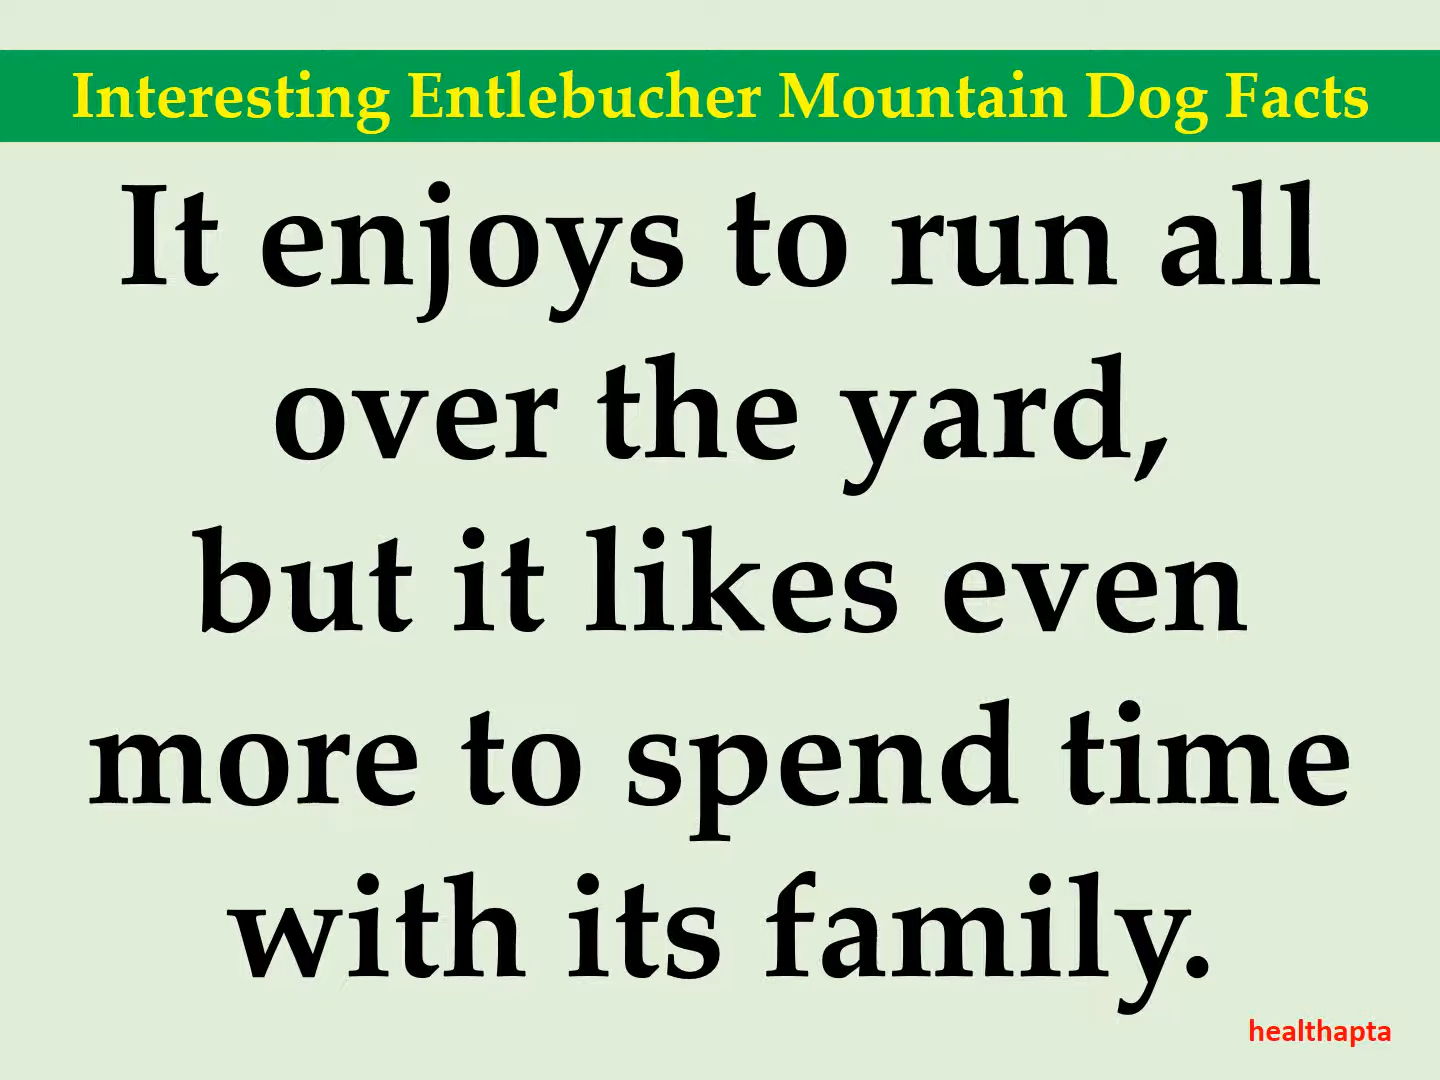 Interesting Entlebucher Mountain Dog Facts
It enjoys to run all
over the yard,
but it likes even
more to spend time
with its family.
healthapta